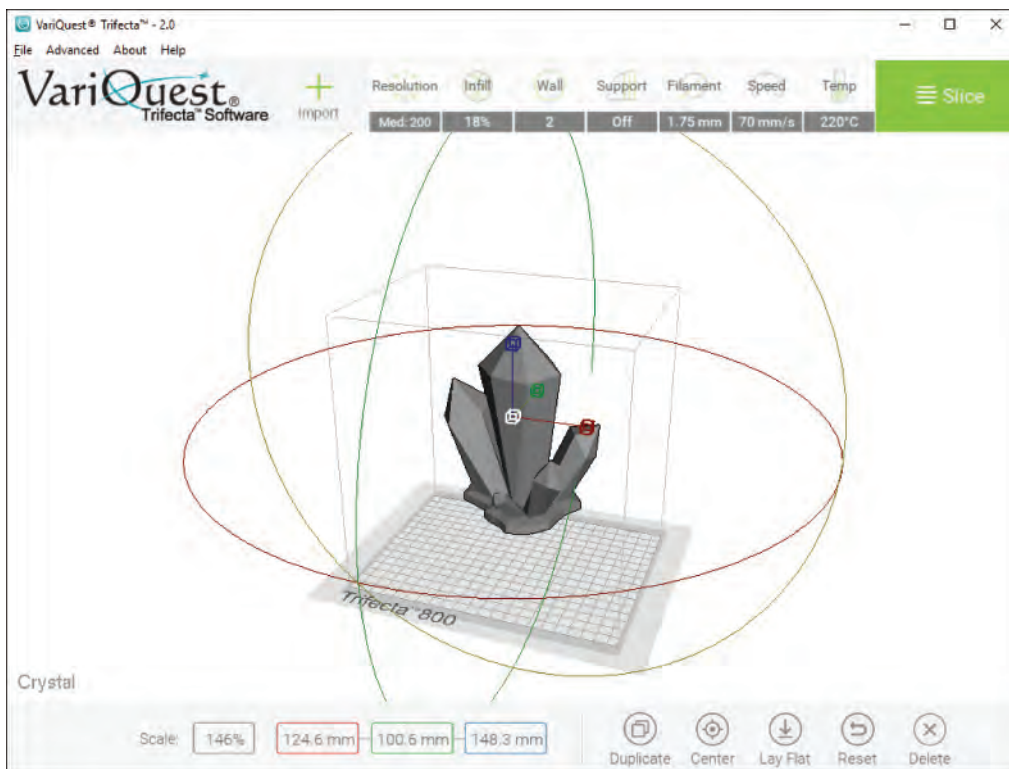 VariQuest® Trifecta™ - 2.0
File Advanced About Help
VariQuest®
Trifecta™ Software
Import
Resolution Infill Wall Support Filament Speed Temp
Med: 200 18% 2 Off 1.75 mm 70 mm/s 220°C
Slice
Trifecta™ 800
Crystal
Scale: 146% 124.6 mm 100.6 mm 148.3 mm
Duplicate Center Lay Flat Reset Delete